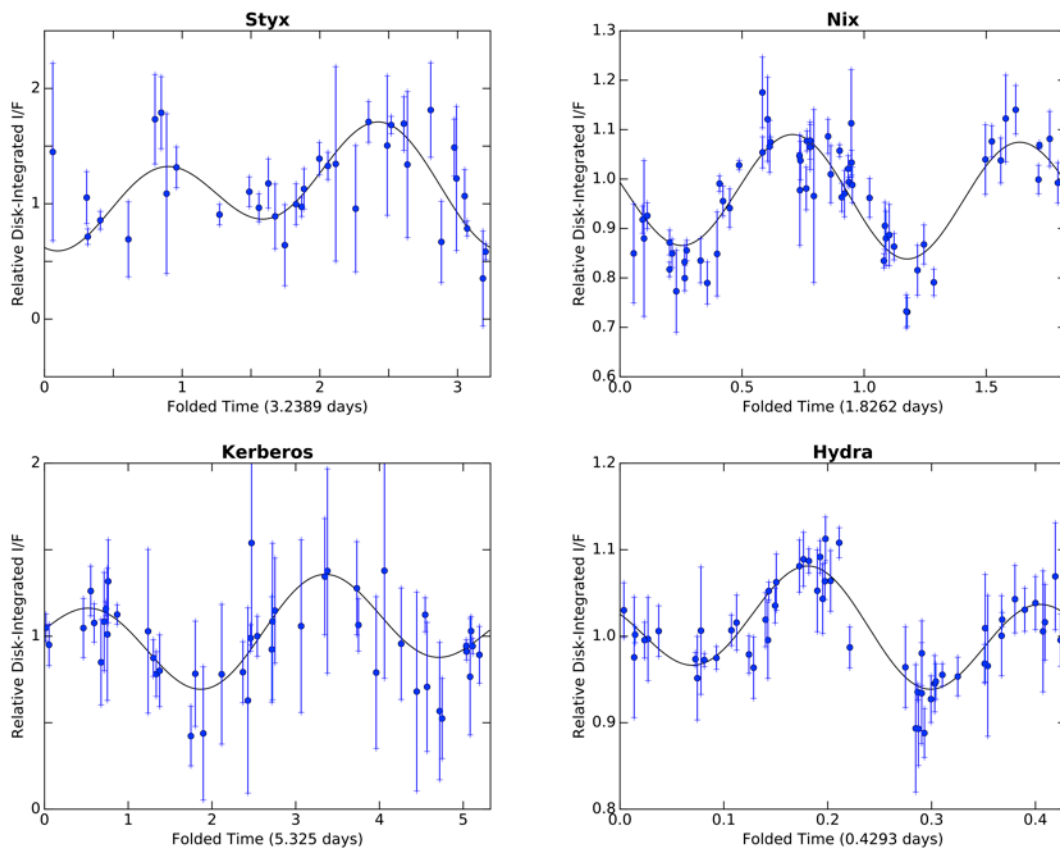 Styx
Relative Disk-Integrated I/F
2
1
0
0 1 2 3
Folded Time (3.2389 days)
Nix
Relative Disk-Integrated I/F
1.3
1.2
1.1
1.0
0.9
0.8
0.7
0.6
0.0 0.5 1.0 1.5
Folded Time (1.8262 days)
Kerberos
Relative Disk-Integrated I/F
2
1
0
0 1 2 3 4 5
Folded Time (5.325 days)
Hydra
Relative Disk-Integrated I/F
1.2
1.1
1.0
0.9
0.8
0.0 0.1 0.2 0.3 0.4
Folded Time (0.4293 days)